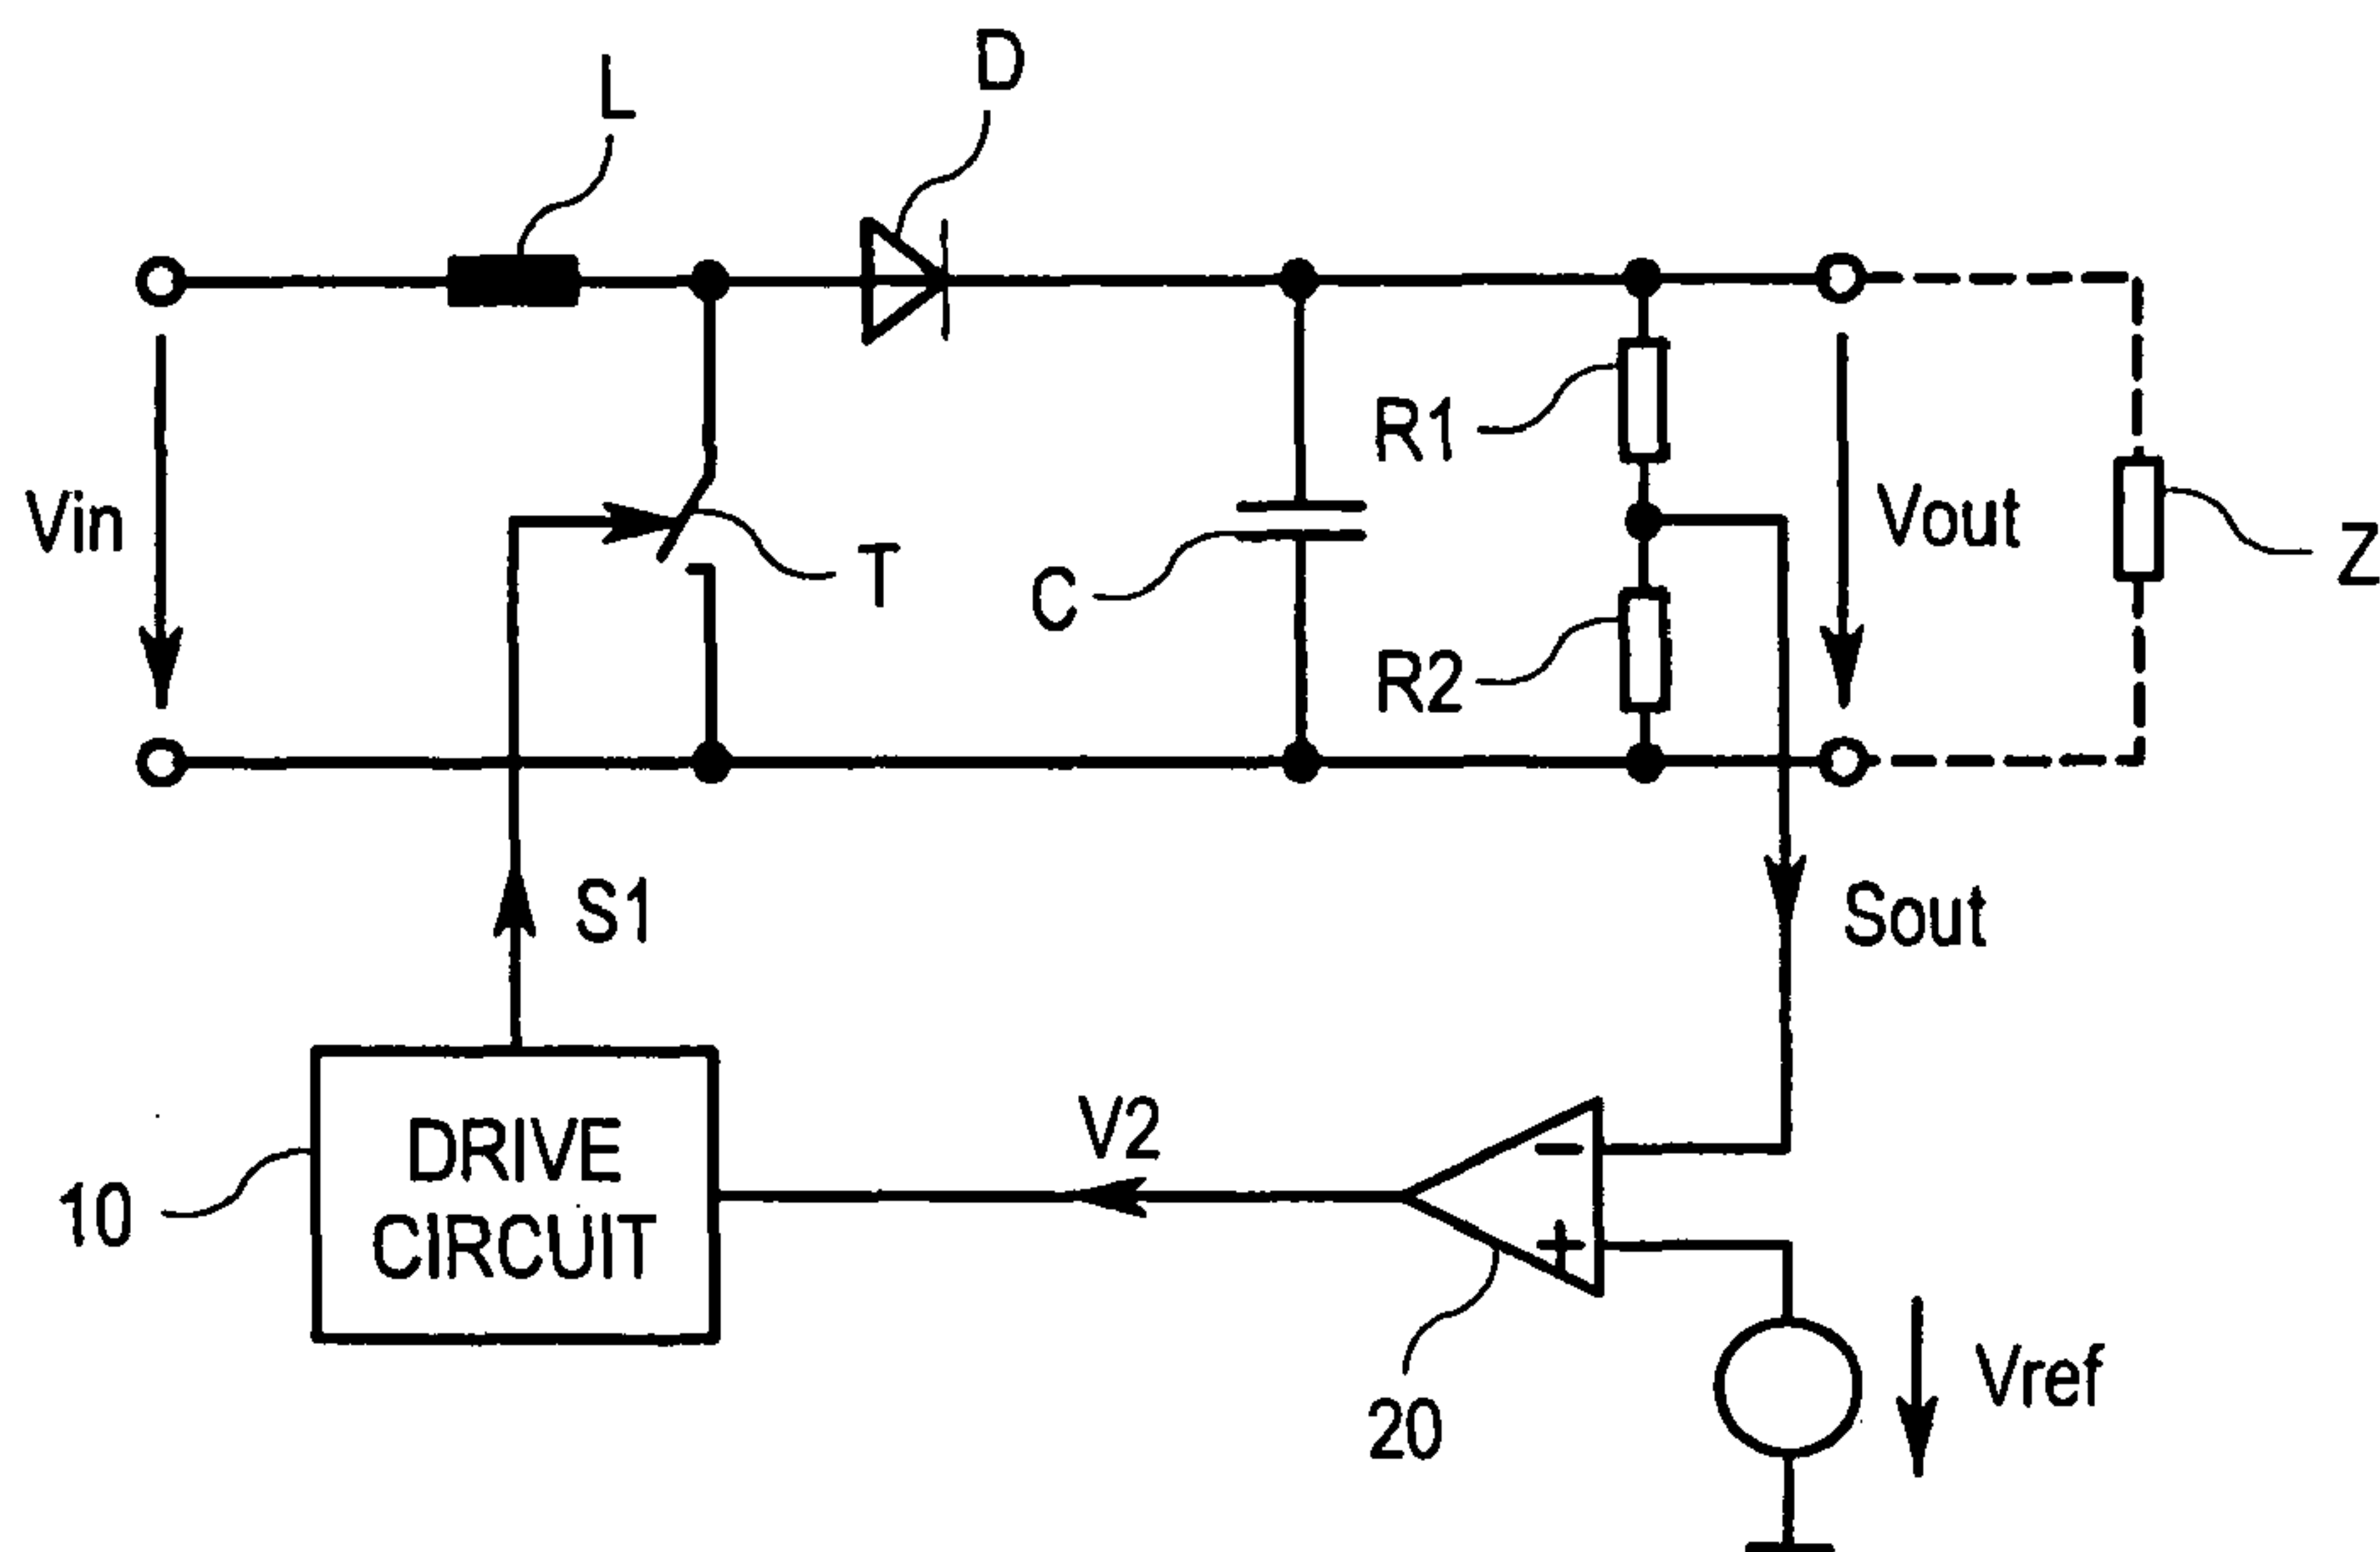 L
D
R1
Vin
Vout
T
C
Z
R2
S1
Sout
V2
DRIVE
CIRCUIT
10
-
+
Vref
20